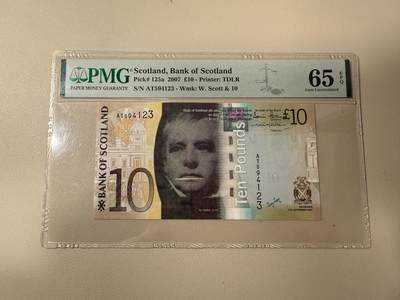 PMG
PAPER MONEY GUARANTY
Scotland, Bank of Scotland
Pick# 125a 2007 £10 - Printer: TDLR
S/N AT594123 - Wmk: W. Scott & 10
65 EPQ
Gem Uncirculated
BANK OF SCOTLAND
AT594123
£10
10
Ten Pounds
AT594123